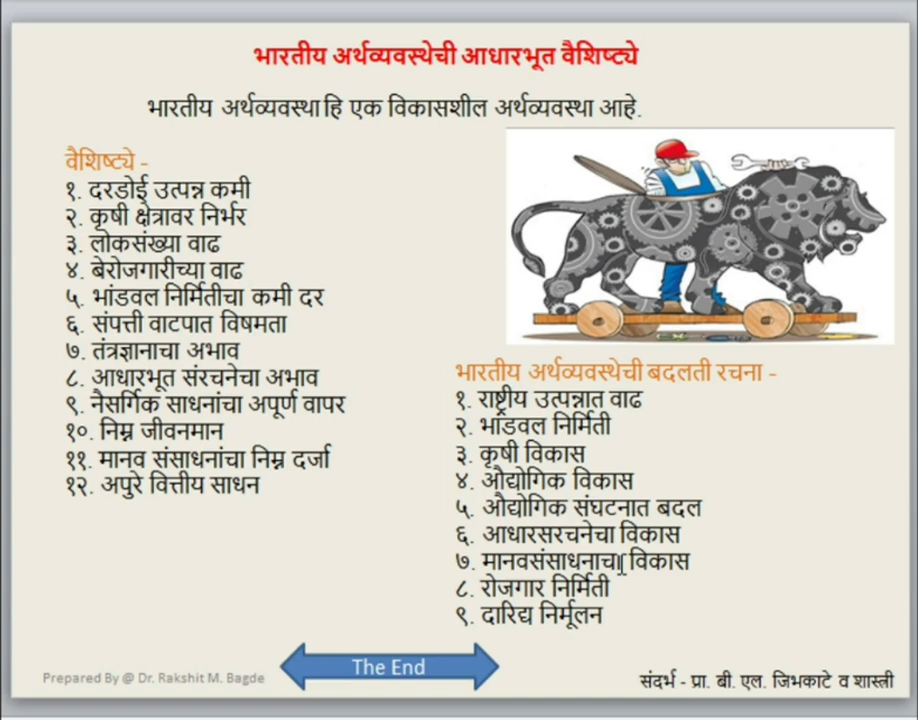 भारतीय अर्थव्यवस्थेची आधारभूत वैशिष्ट्ये
भारतीय अर्थव्यवस्था हि एक विकासशील अर्थव्यवस्था आहे.
वैशिष्ट्ये -
१. दरडोई उत्पन्न कमी
२. कृषी क्षेत्रावर निर्भर
३. लोकसंख्या वाढ
४. बेरोजगारीच्या वाढ
५. भांडवल निर्मितीचा कमी दर
६. संपत्ती वाटपात विषमता
७. तंत्रज्ञानाचा अभाव
८. आधारभूत संरचनेचा अभाव
९. नैसर्गिक साधनांचा अपूर्ण वापर
१०. निम्न जीवनमान
११. मानव संसाधनांचा निम्न दर्जा
१२. अपुरे वित्तीय साधन
भारतीय अर्थव्यवस्थेची बदलती रचना -
१. राष्ट्रीय उत्पन्नात वाढ
२. भांडवल निर्मिती
३. कृषी विकास
४. औद्योगिक विकास
५. औद्योगिक संघटनात बदल
६. आधारसरचनेचा विकास
७. मानवसंसाधनाचा विकास
८. रोजगार निर्मिती
९. दारिद्य निर्मूलन
The End
Prepared By @ Dr. Rakshit M. Bagde
संदर्भ - प्रा. बी. एल. जिभकाटे व शास्त्री